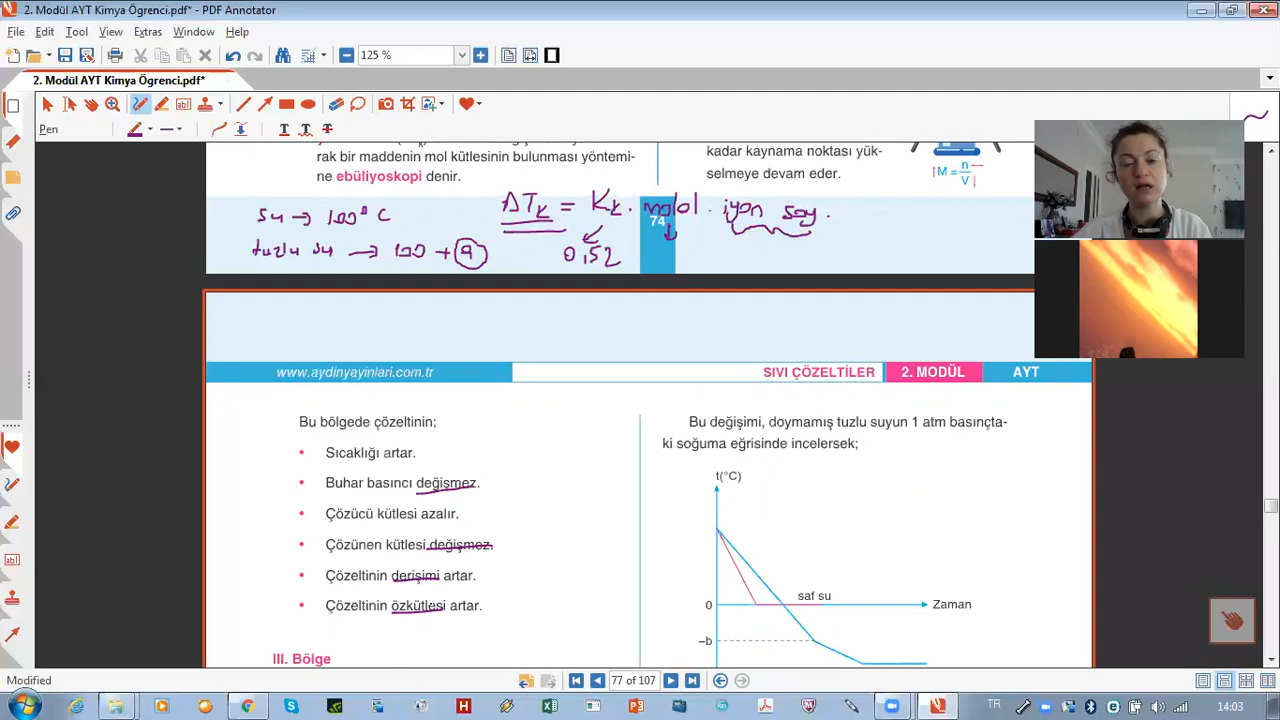 2. Modül AYT Kimya Ögrenci.pdf* - PDF Annotator
File Edit Tool View Extras Window Help
125 %
2. Modül AYT Kimya Ögrenci.pdf*
Pen
rak bir maddenin mol kütlesinin bulunması yöntemi-
ne ebüliyoskopi denir.
kadar kaynama noktası yük-
selmeye devam eder.
↑M = n→ / V↓
su → 100° C
tuzlu su → 100 + a
ΔTk = Kk . molal . iyon say.
0,52
74
www.aydinyayinlari.com.tr
SIVI ÇÖZELTİLER 2. MODÜL AYT
Bu bölgede çözeltinin;
• Sıcaklığı artar.
• Buhar basıncı değişmez.
• Çözücü kütlesi azalır.
• Çözünen kütlesi değişmez.
• Çözeltinin derişimi artar.
• Çözeltinin özkütlesi artar.
III. Bölge
Bu değişimi, doymamış tuzlu suyun 1 atm basınçta-
ki soğuma eğrisinde incelersek;
t(°C)
saf su
0
Zaman
–b
Modified
77 of 107
TR
14:03